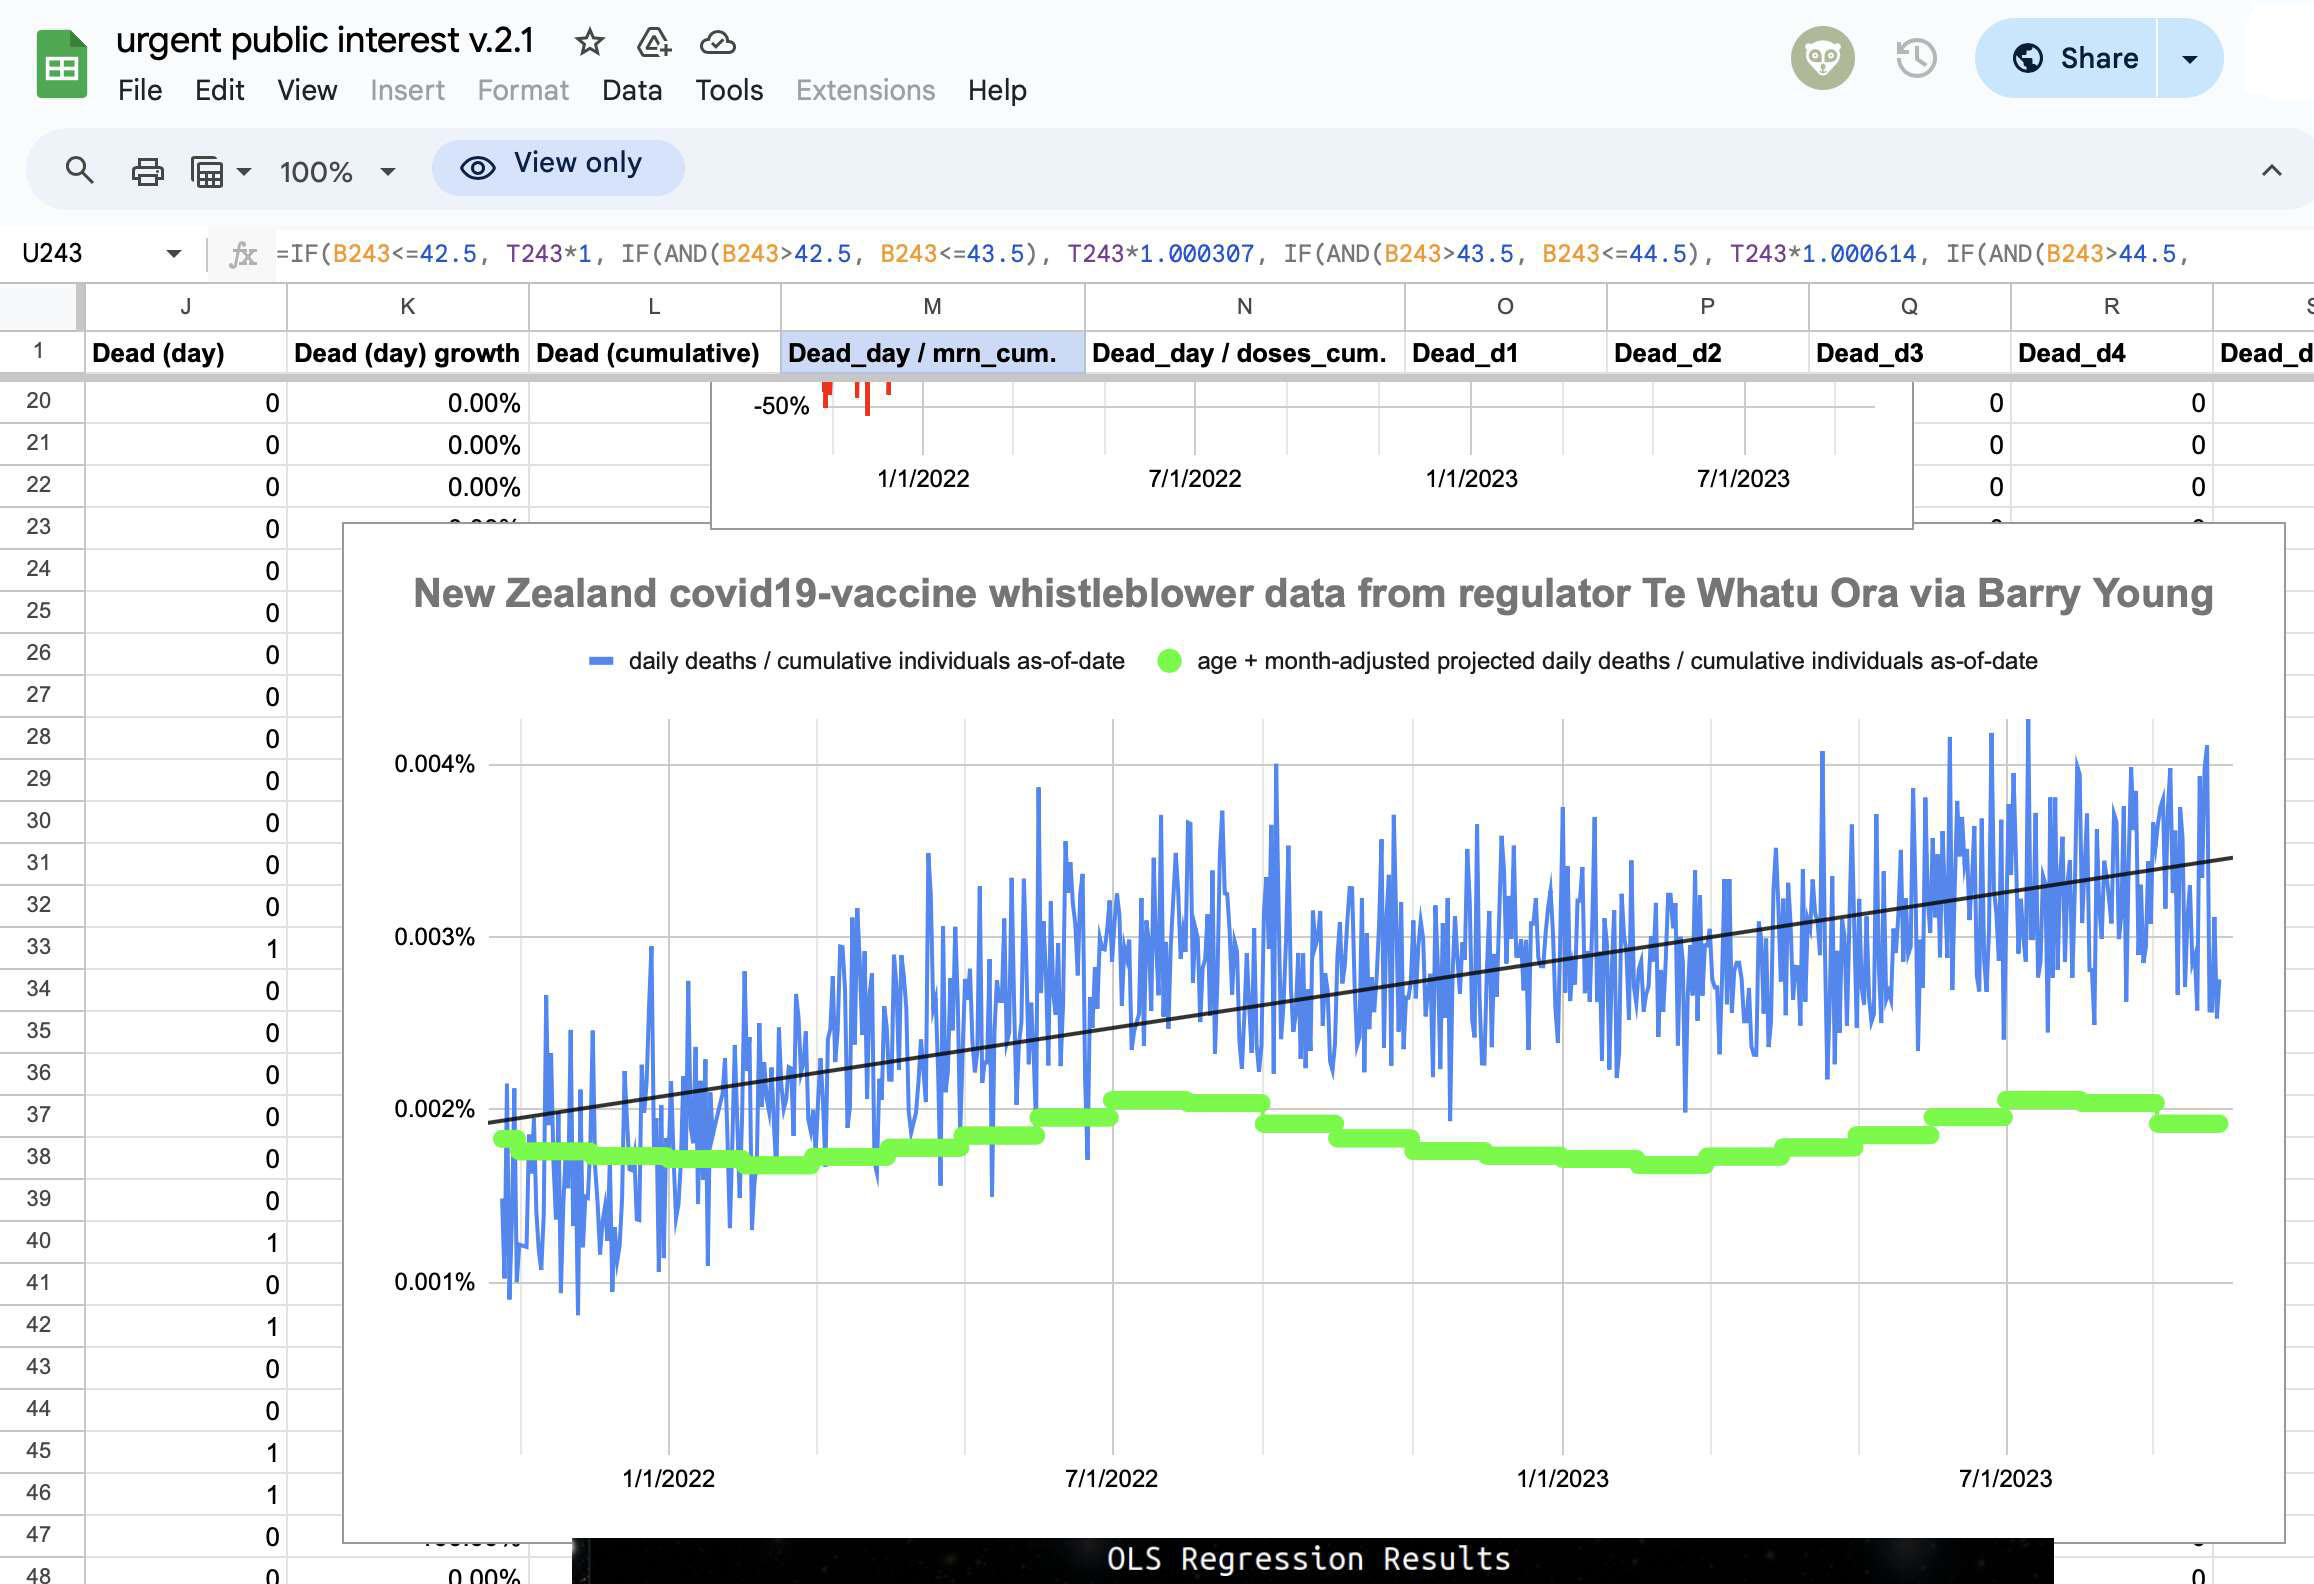 urgent public interest v.2.1
File Edit View Insert Format Data Tools Extensions Help
Share
100% View only
U243 fx =IF(B243<=42.5, T243*1, IF(AND(B243>42.5, B243<=43.5), T243*1.000307, IF(AND(B243>43.5, B243<=44.5), T243*1.000614, IF(AND(B243>44.5,
J K L M N O P Q R
1 Dead (day) Dead (day) growth Dead (cumulative) Dead_day / mrn_cum. Dead_day / doses_cum. Dead_d1 Dead_d2 Dead_d3 Dead_d4 Dead_d
20 0 0.00% -50% 0 0
21 0 0.00% 0 0
22 0 0.00% 1/1/2022 7/1/2022 1/1/2023 7/1/2023 0 0
23 0
24 0
New Zealand covid19-vaccine whistleblower data from regulator Te Whatu Ora via Barry Young
25 0
26 0
daily deaths / cumulative individuals as-of-date age + month-adjusted projected daily deaths / cumulative individuals as-of-date
27 0
28 0
29 0 0.004%
30 0
31 0
32 0
33 1 0.003%
34 0
35 0
36 0
37 0 0.002%
38 0
39 0
40 1
41 0 0.001%
42 1
43 0
44 0
45 1
46 1 1/1/2022 7/1/2022 1/1/2023 7/1/2023
47 0
OLS Regression Results
48 0 0.00% 0